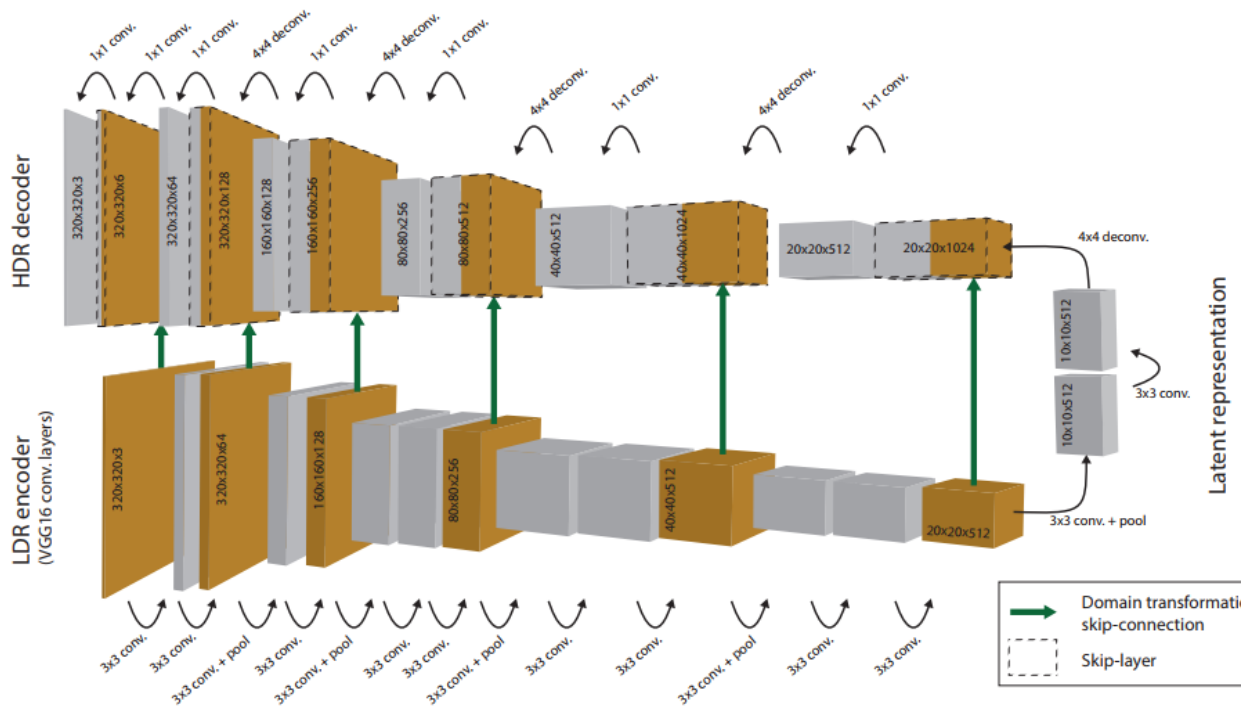 1x1 conv.
1x1 conv.
1x1 conv.
4x4 deconv.
1x1 conv.
4x4 deconv.
1x1 conv.
4x4 deconv.
1x1 conv.
4x4 deconv.
1x1 conv.
HDR decoder
320x320x3
320x320x6
320x320x64
320x320x128
160x160x128
160x160x256
80x80x256
80x80x512
40x40x512
40x40x1024
20x20x512
20x20x1024
4x4 deconv.
10x10x512
3x3 conv.
10x10x512
3x3 conv. + pool
Latent representation
LDR encoder
(VGG16 conv. layers)
320x320x3
320x320x64
160x160x128
80x80x256
40x40x512
20x20x512
3x3 conv.
3x3 conv.
3x3 conv. + pool
3x3 conv.
3x3 conv. + pool
3x3 conv.
3x3 conv.
3x3 conv. + pool
3x3 conv.
3x3 conv.
3x3 conv. + pool
3x3 conv.
3x3 conv.
Domain transformatio
skip-connection
Skip-layer